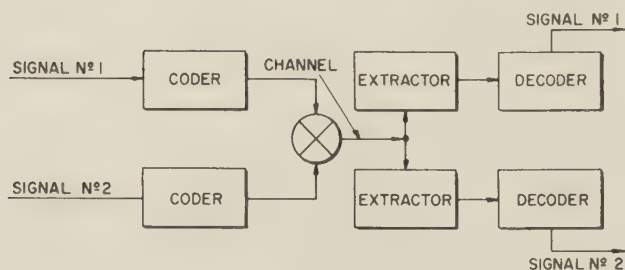 SIGNAL Nº 1
SIGNAL Nº 1
CODER
CHANNEL
EXTRACTOR
DECODER
SIGNAL Nº 2
CODER
EXTRACTOR
DECODER
SIGNAL Nº 2